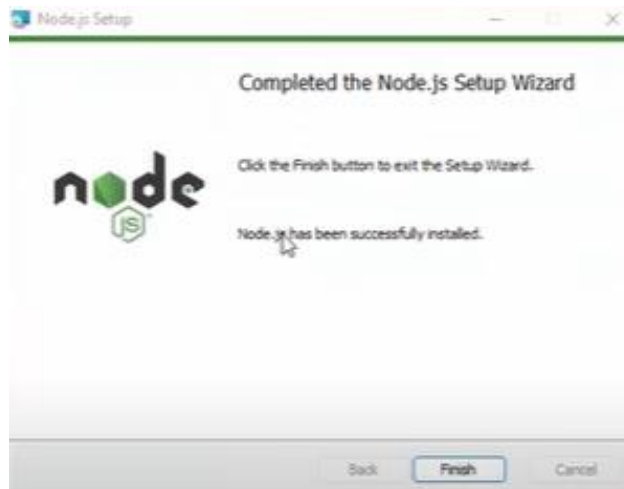 Node.js Setup
Completed the Node.js Setup Wizard
Click the Finish button to exit the Setup Wizard.
node
JS
Node.js has been successfully installed.
Back
Finish
Cancel